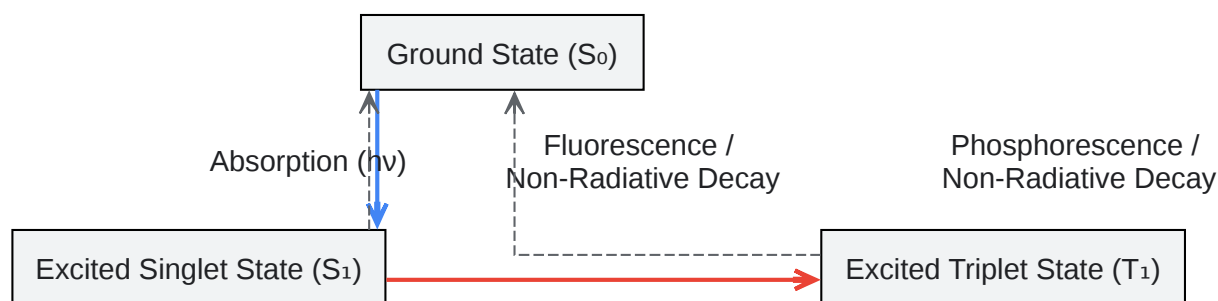 Ground State (S₀)
Absorption (hν)
Fluorescence /
Non-Radiative Decay
Phosphorescence /
Non-Radiative Decay
Excited Singlet State (S₁)
Excited Triplet State (T₁)